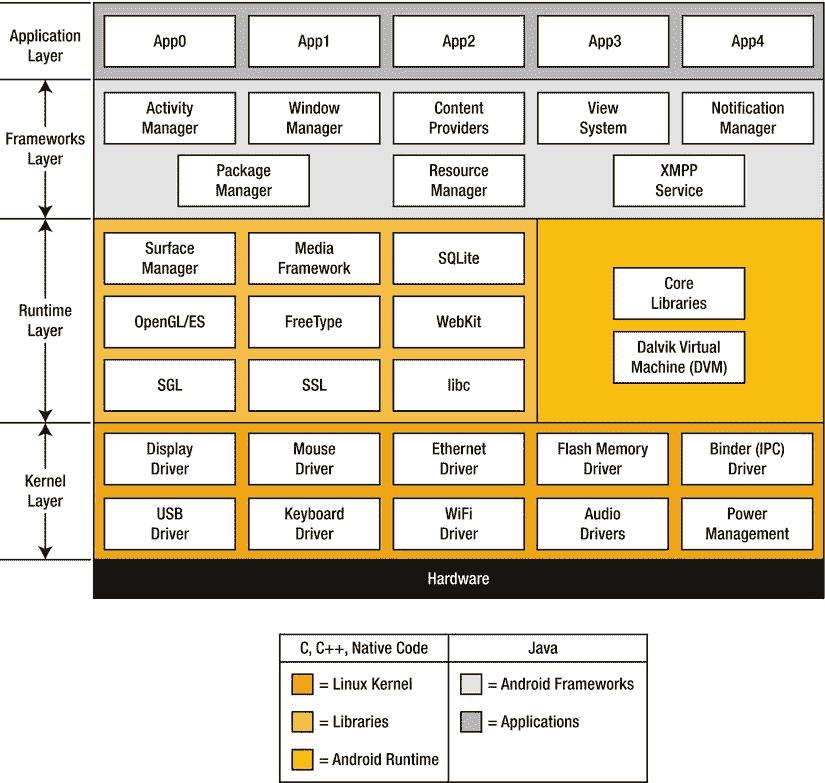 Application
Layer
App0
App1
App2
App3
App4
Frameworks
Layer
Activity
Manager
Window
Manager
Content
Providers
View
System
Notification
Manager
Package
Manager
Resource
Manager
XMPP
Service
Runtime
Layer
Surface
Manager
Media
Framework
SQLite
OpenGL/ES
FreeType
WebKit
SGL
SSL
libc
Core
Libraries
Dalvik Virtual
Machine (DVM)
Kernel
Layer
Display
Driver
Mouse
Driver
Ethernet
Driver
Flash Memory
Driver
Binder (IPC)
Driver
USB
Driver
Keyboard
Driver
WiFi
Driver
Audio
Drivers
Power
Management
Hardware
C, C++, Native Code
= Linux Kernel
= Libraries
= Android Runtime
Java
= Android Frameworks
= Applications